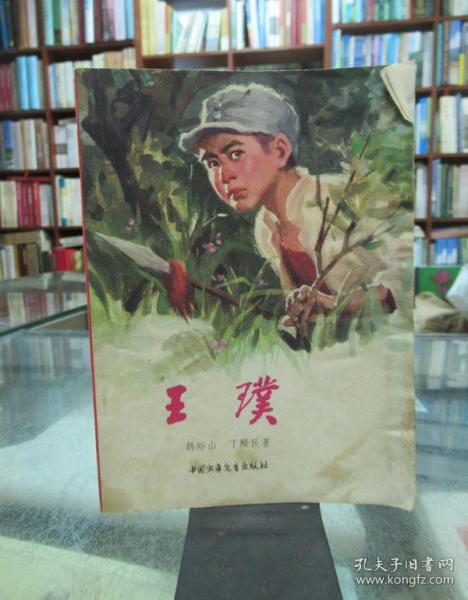 王 璞
韩盼山 丁殿民著
中国少年儿童出版社
孔夫子旧书网
www.kongfz.com